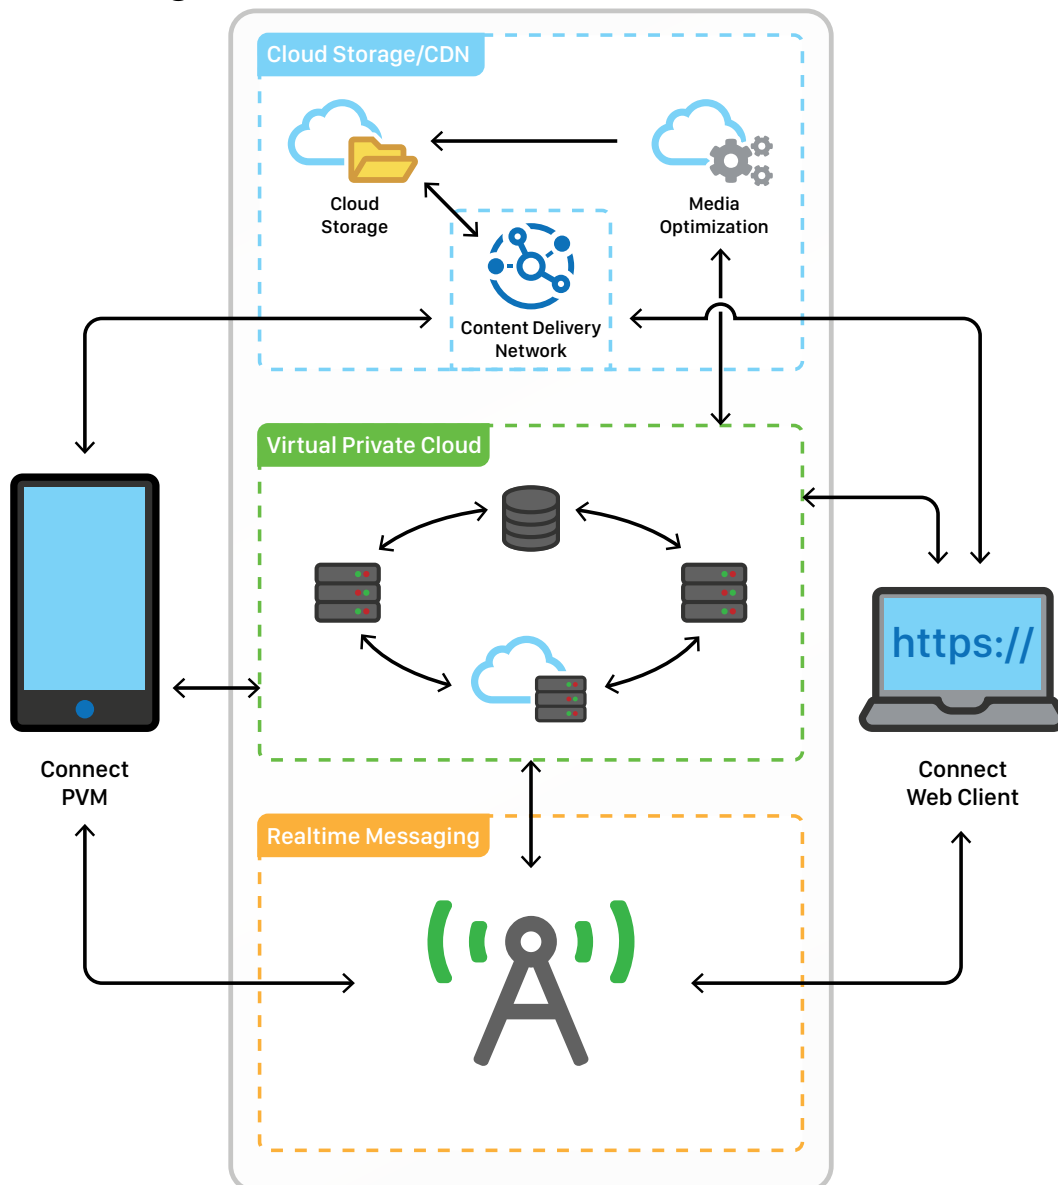 Cloud Storage/CDN
Cloud
Storage
Media
Optimization
Content Delivery
Network
Virtual Private Cloud
https://
Connect
PVM
Connect
Web Client
Realtime Messaging